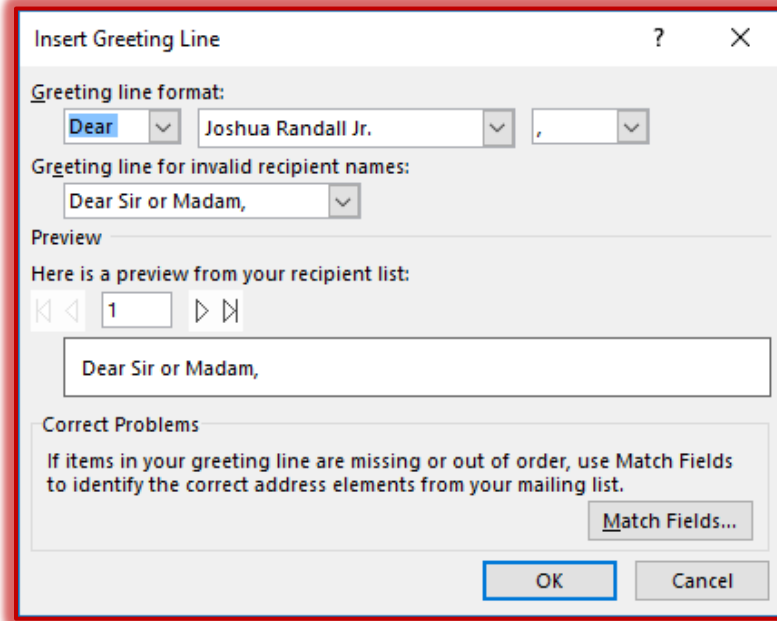 Insert Greeting Line ?
Greeting line format:
Dear Joshua Randall Jr. ,
Greeting line for invalid recipient names:
Dear Sir or Madam,
Preview
Here is a preview from your recipient list:
1
Dear Sir or Madam,
Correct Problems
If items in your greeting line are missing or out of order, use Match Fields
to identify the correct address elements from your mailing list.
Match Fields...
OK Cancel